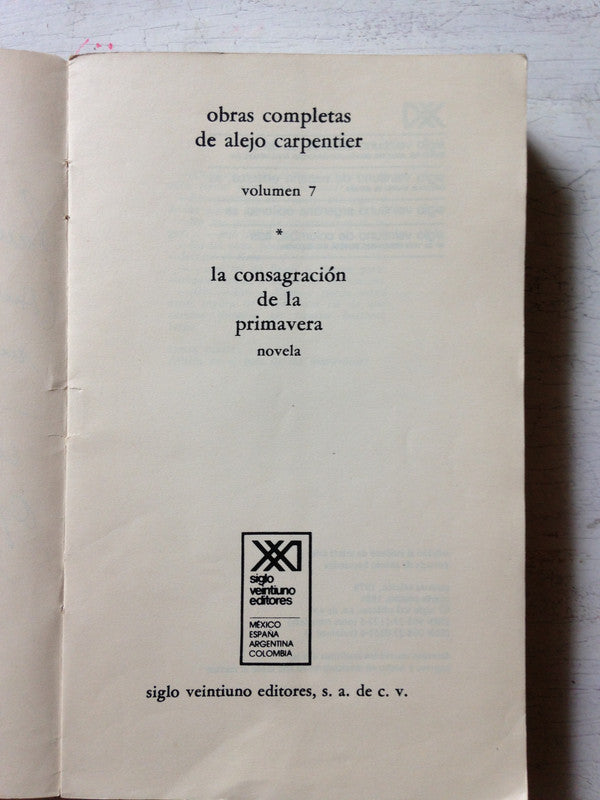 obras completas
de alejo carpentier
volumen 7
*
la consagración
de la
primavera
novela
siglo
veintiuno
editores
MÉXICO
ESPAÑA
ARGENTINA
COLOMBIA
siglo veintiuno editores, s. a. de c. v.